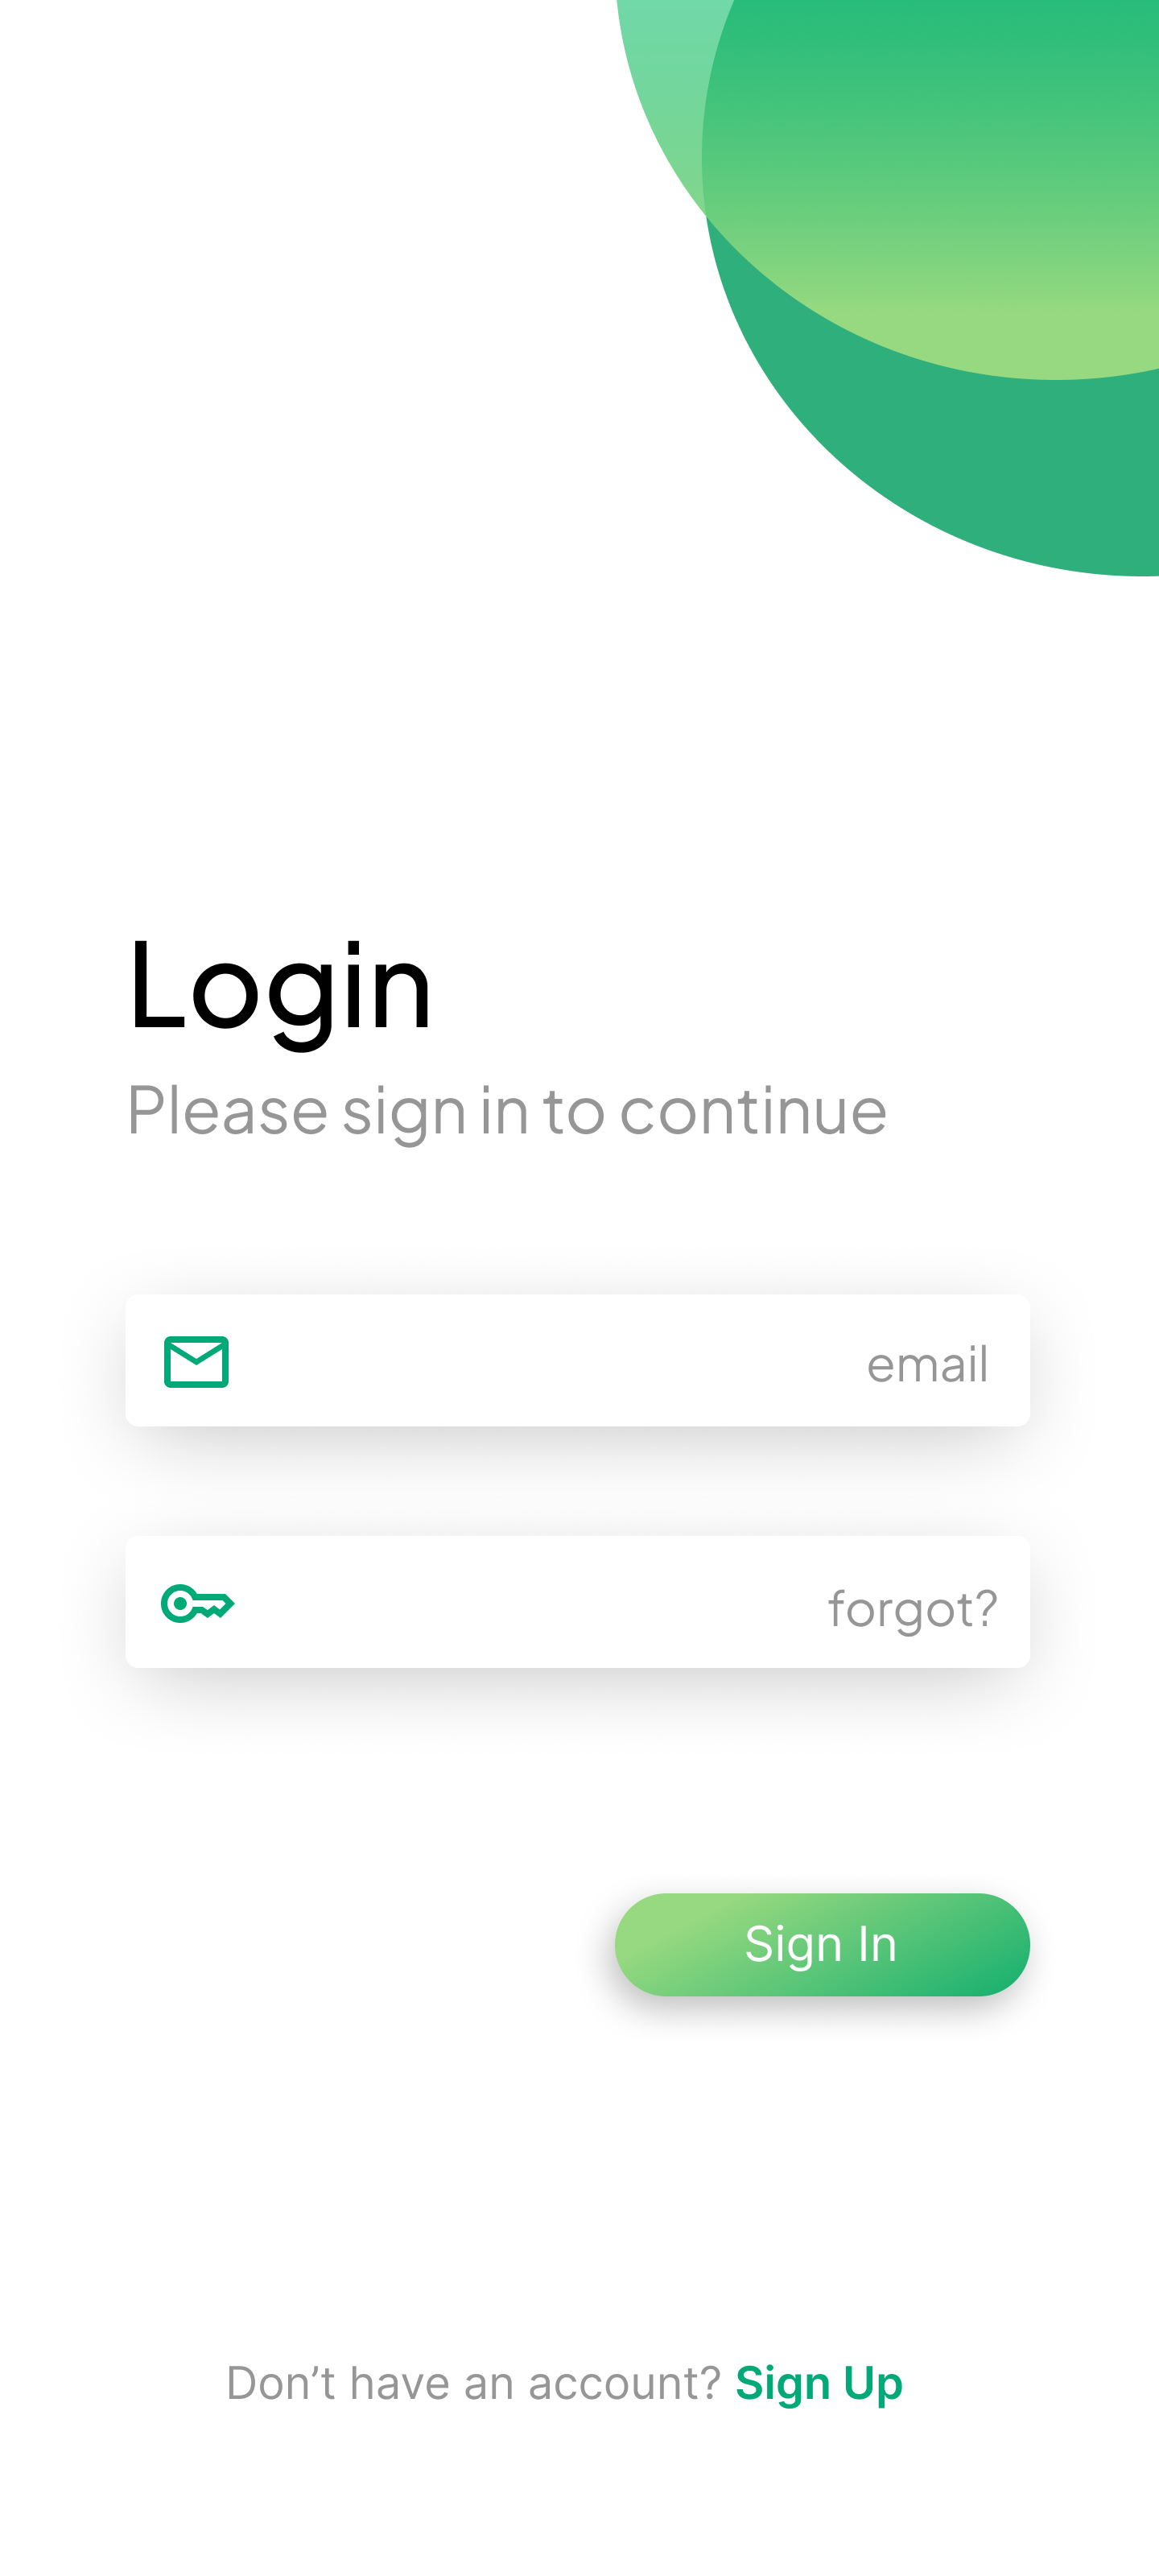 Login
Please sign in to continue
email
forgot?
Sign In
Don’t have an account? Sign Up